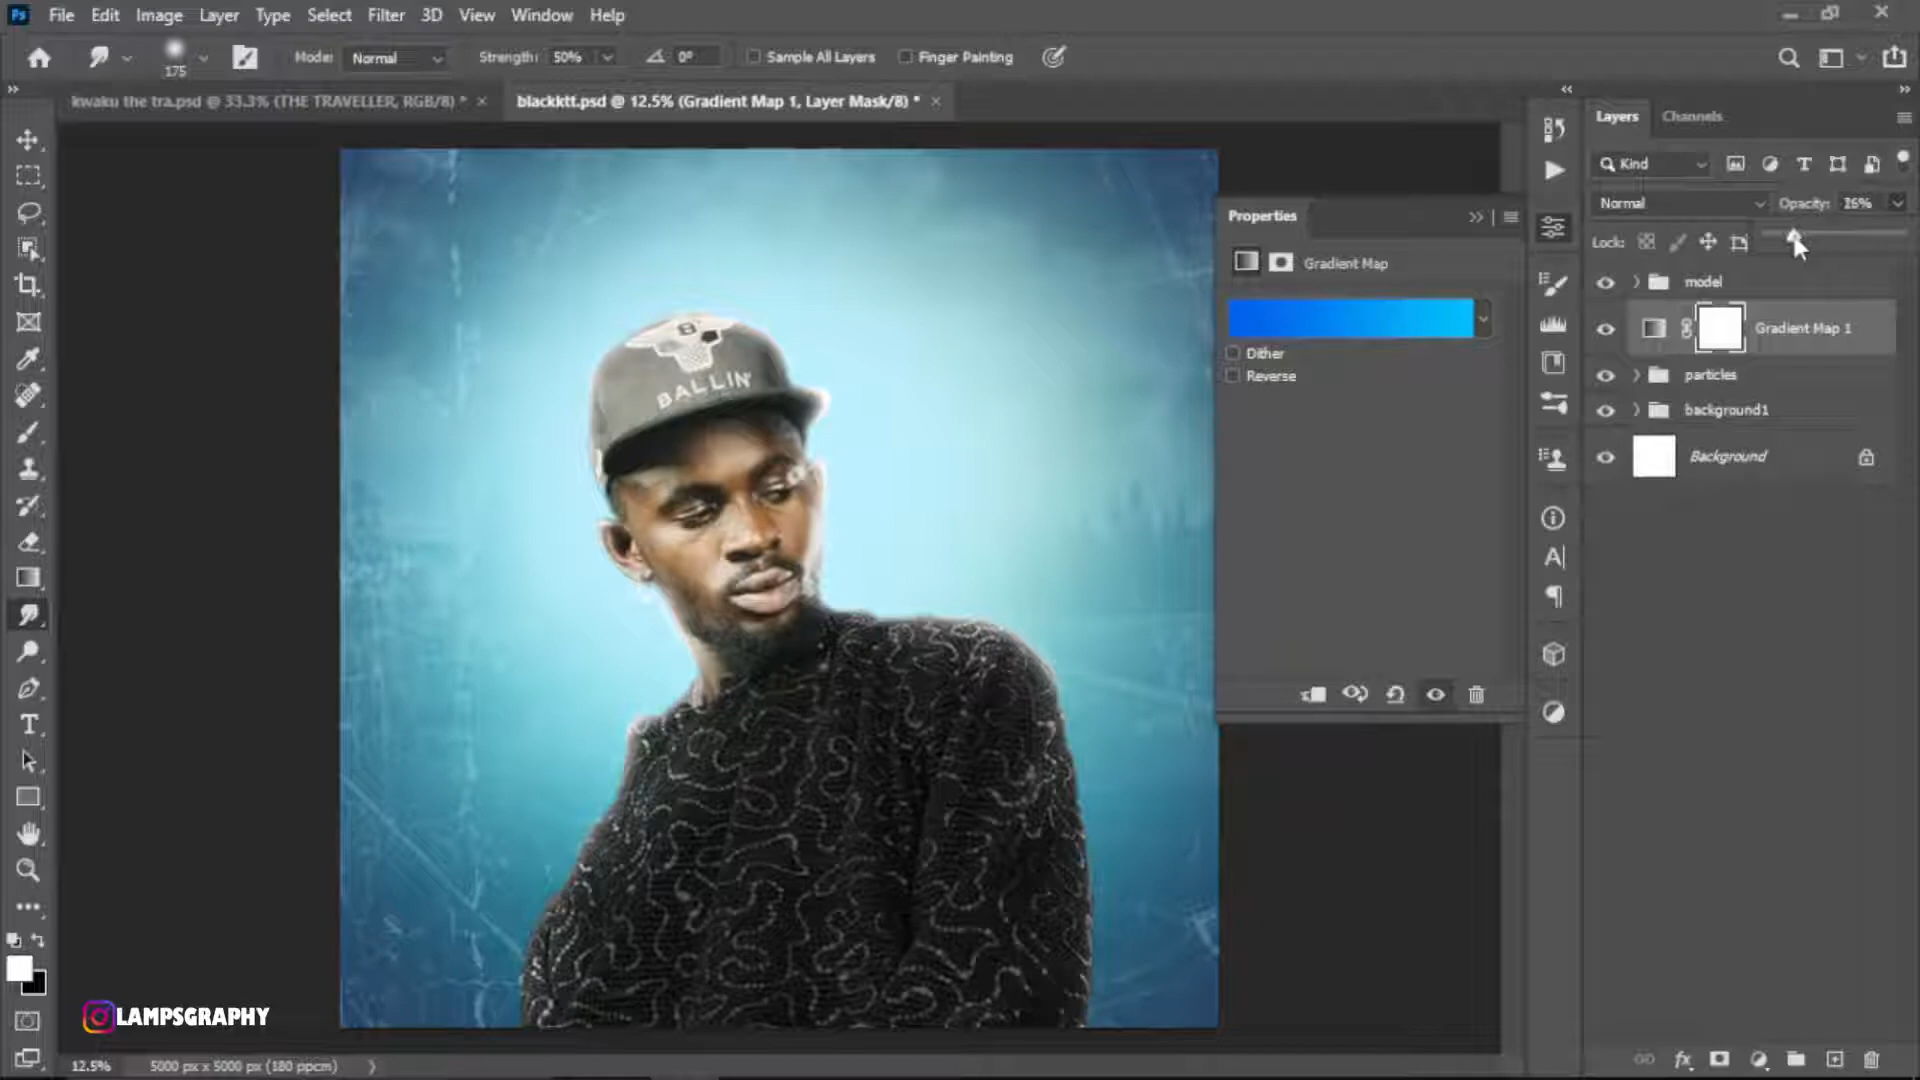 Ps File Edit Image Layer Type Select Filter 3D View Window Help
175 Mode: Normal Strength: 50% 0° Sample All Layers Finger Painting
kwaku the tra.psd @ 33.3% (THE TRAVELLER, RGB/8) * ×
blackktt.psd @ 12.5% (Gradient Map 1, Layer Mask/8) * ×
Layers Channels
Kind
Normal Opacity:
Lock:
model
Gradient Map 1
particles
background1
Background
Properties
Gradient Map
Dither
Reverse
8
BALLIN'
LAMPSGRAPHY
12.5% 5000 px x 5000 px (180 ppcm)